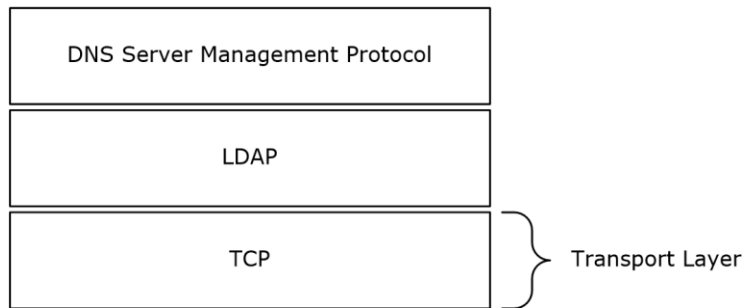 DNS Server Management Protocol
LDAP
TCP
Transport Layer